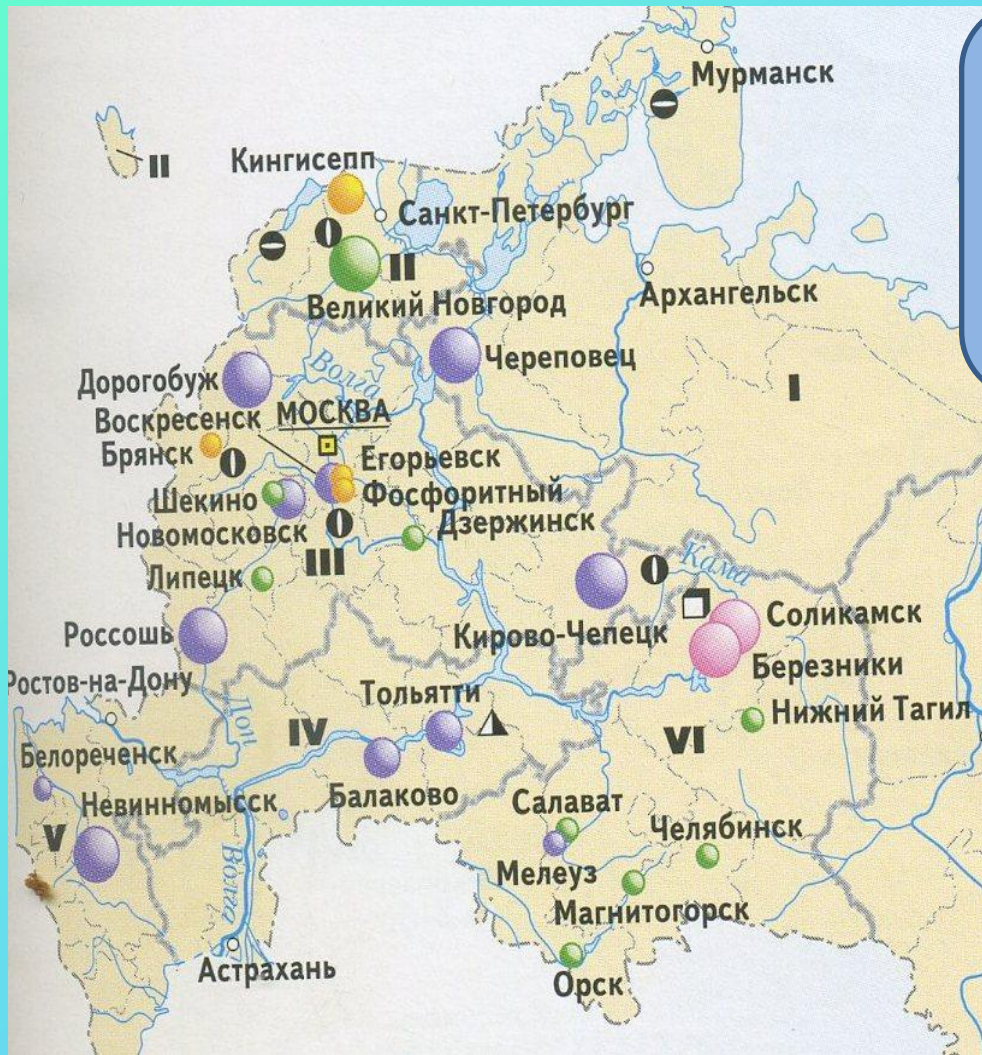 Мурманск
II
Кингисепп
Санкт-Петербург
II
Великий Новгород
Архангельск
Череповец
Волга
Дорогобуж
I
Воскресенск МОСКВА
Брянск
Егорьевск
Шекино
Фосфоритный
Новомосковск
Дзержинск
III
Липецк
Кама
Соликамск
Россошь
Кирово-Чепецк
Березники
Ростов-на-Дону
Тольятти
Нижний Тагил
Дон
IV
VI
Белореченск
Балаково
Салават
Невинномысск
Челябинск
V
Мелеуз
Волга
Магнитогорск
Астрахань
Орск